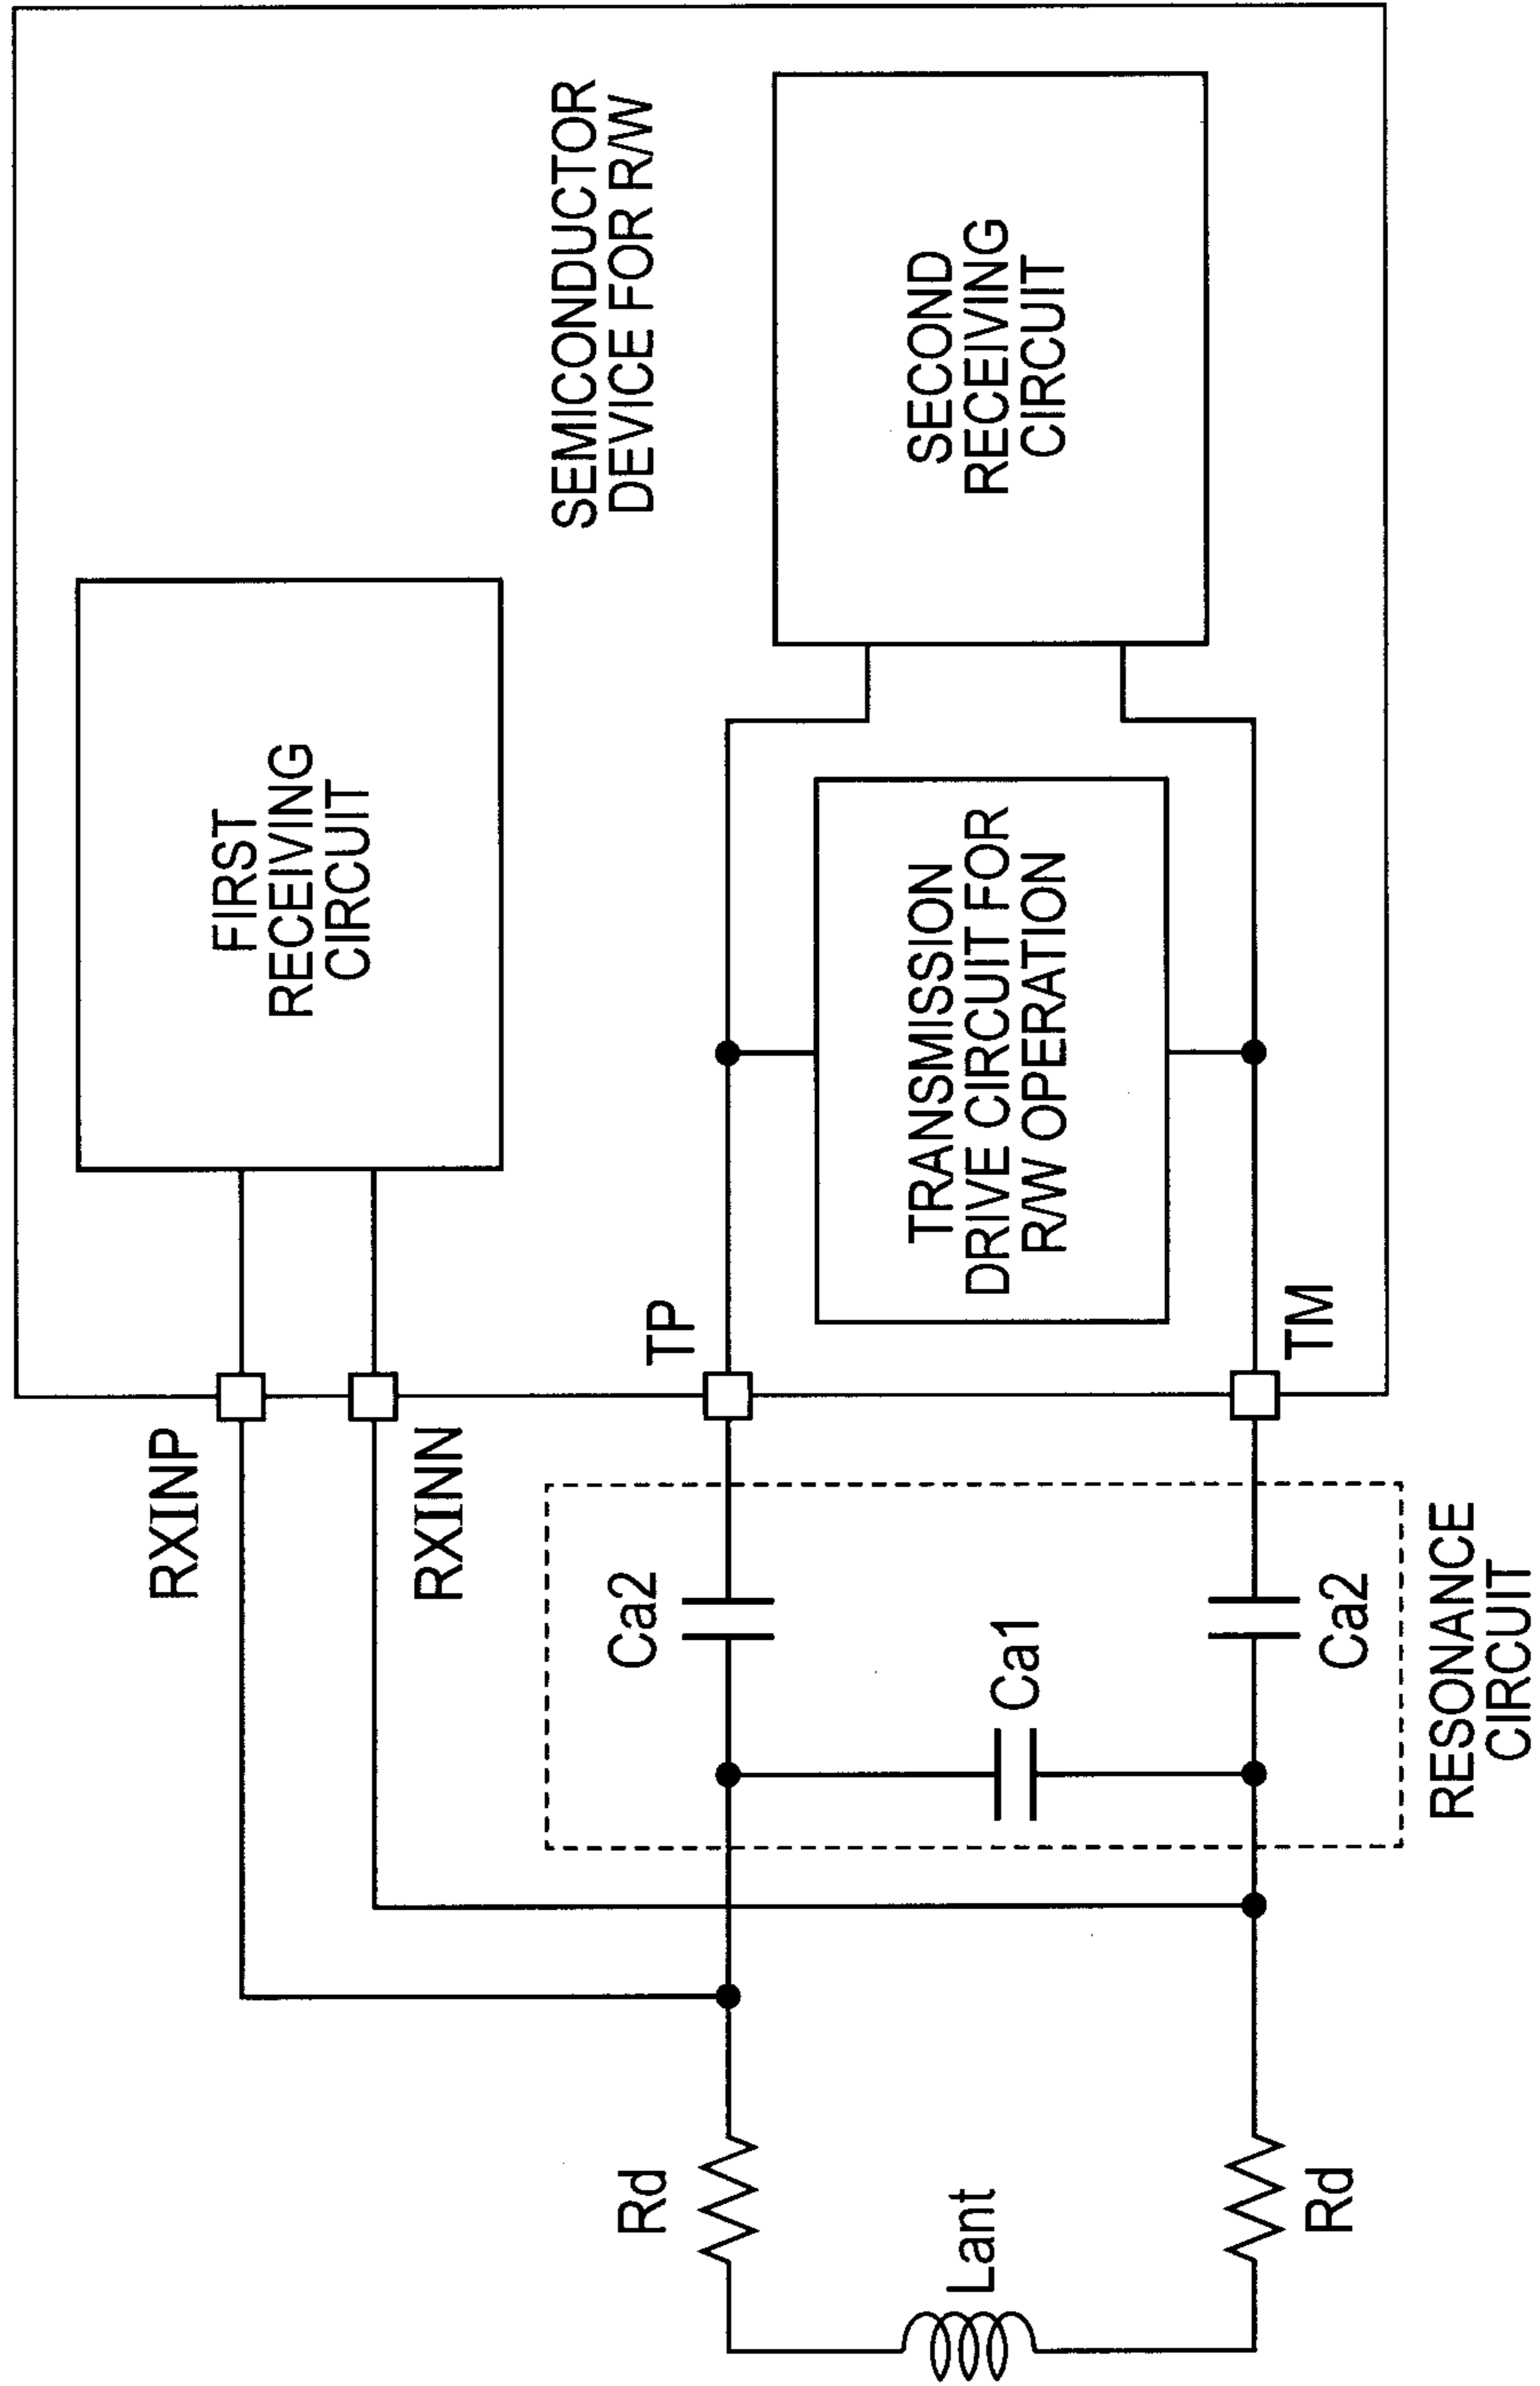 FIRST
RECEIVING
CIRCUIT
SEMICONDUCTOR
DEVICE FOR R/W
RXINP
RXINN
TP
TRANSMISSION
DRIVE CIRCUIT FOR
R/W OPERATION
SECOND
RECEIVING
CIRCUIT
TM
Rd
Ca2
Lant
Ca1
Rd
Ca2
RESONANCE
CIRCUIT